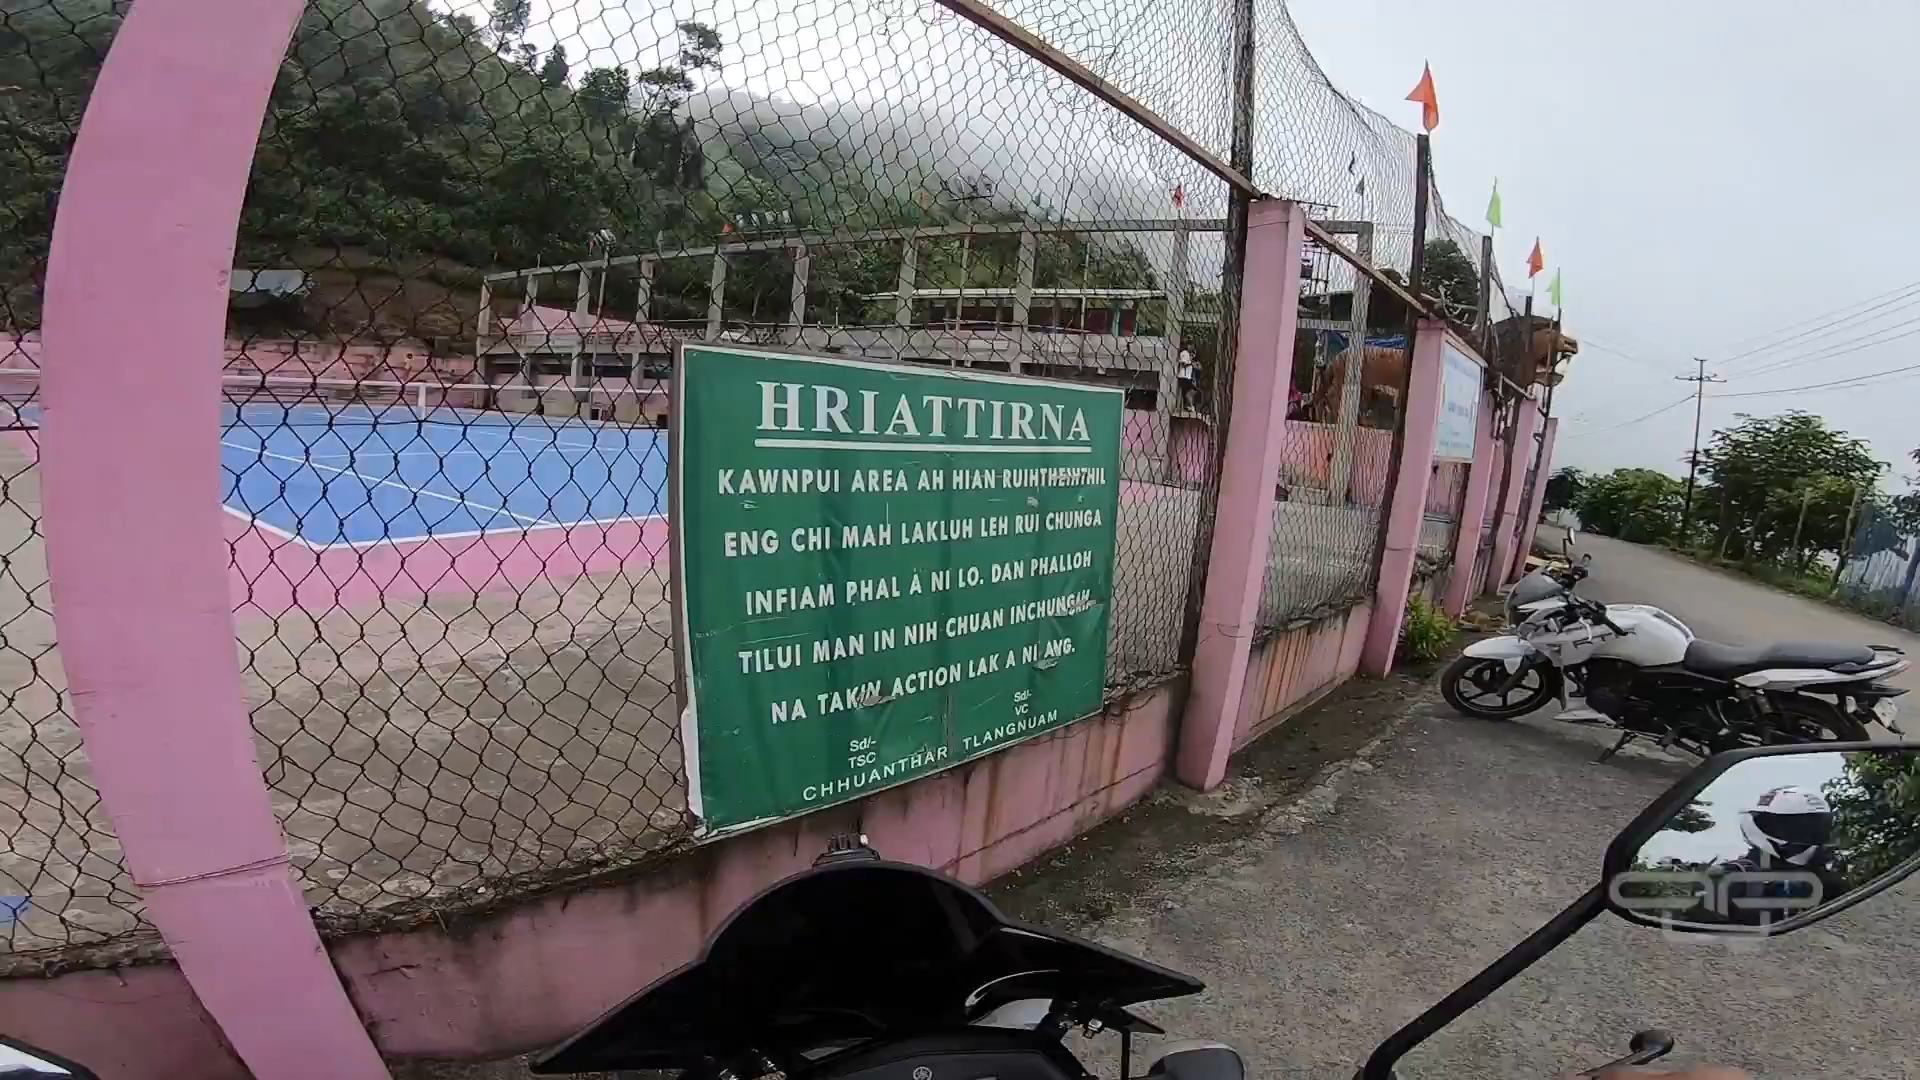 HRIATTIRNA
KAWNPUI AREA AH HIAN RUIHTHEIHTHIL
ENG CHI MAH LAKLUH LEH RUI CHUNGA
INFIAM PHAL A NI LO. DAN PHALLOH
TILUI MAN IN NIH CHUAN INCHUNGAH
NA TAKIN ACTION LAK A NI ANG.
Sd/-
TSC
CHHUANTHAR
Sd/-
VC
TLANGNUAM